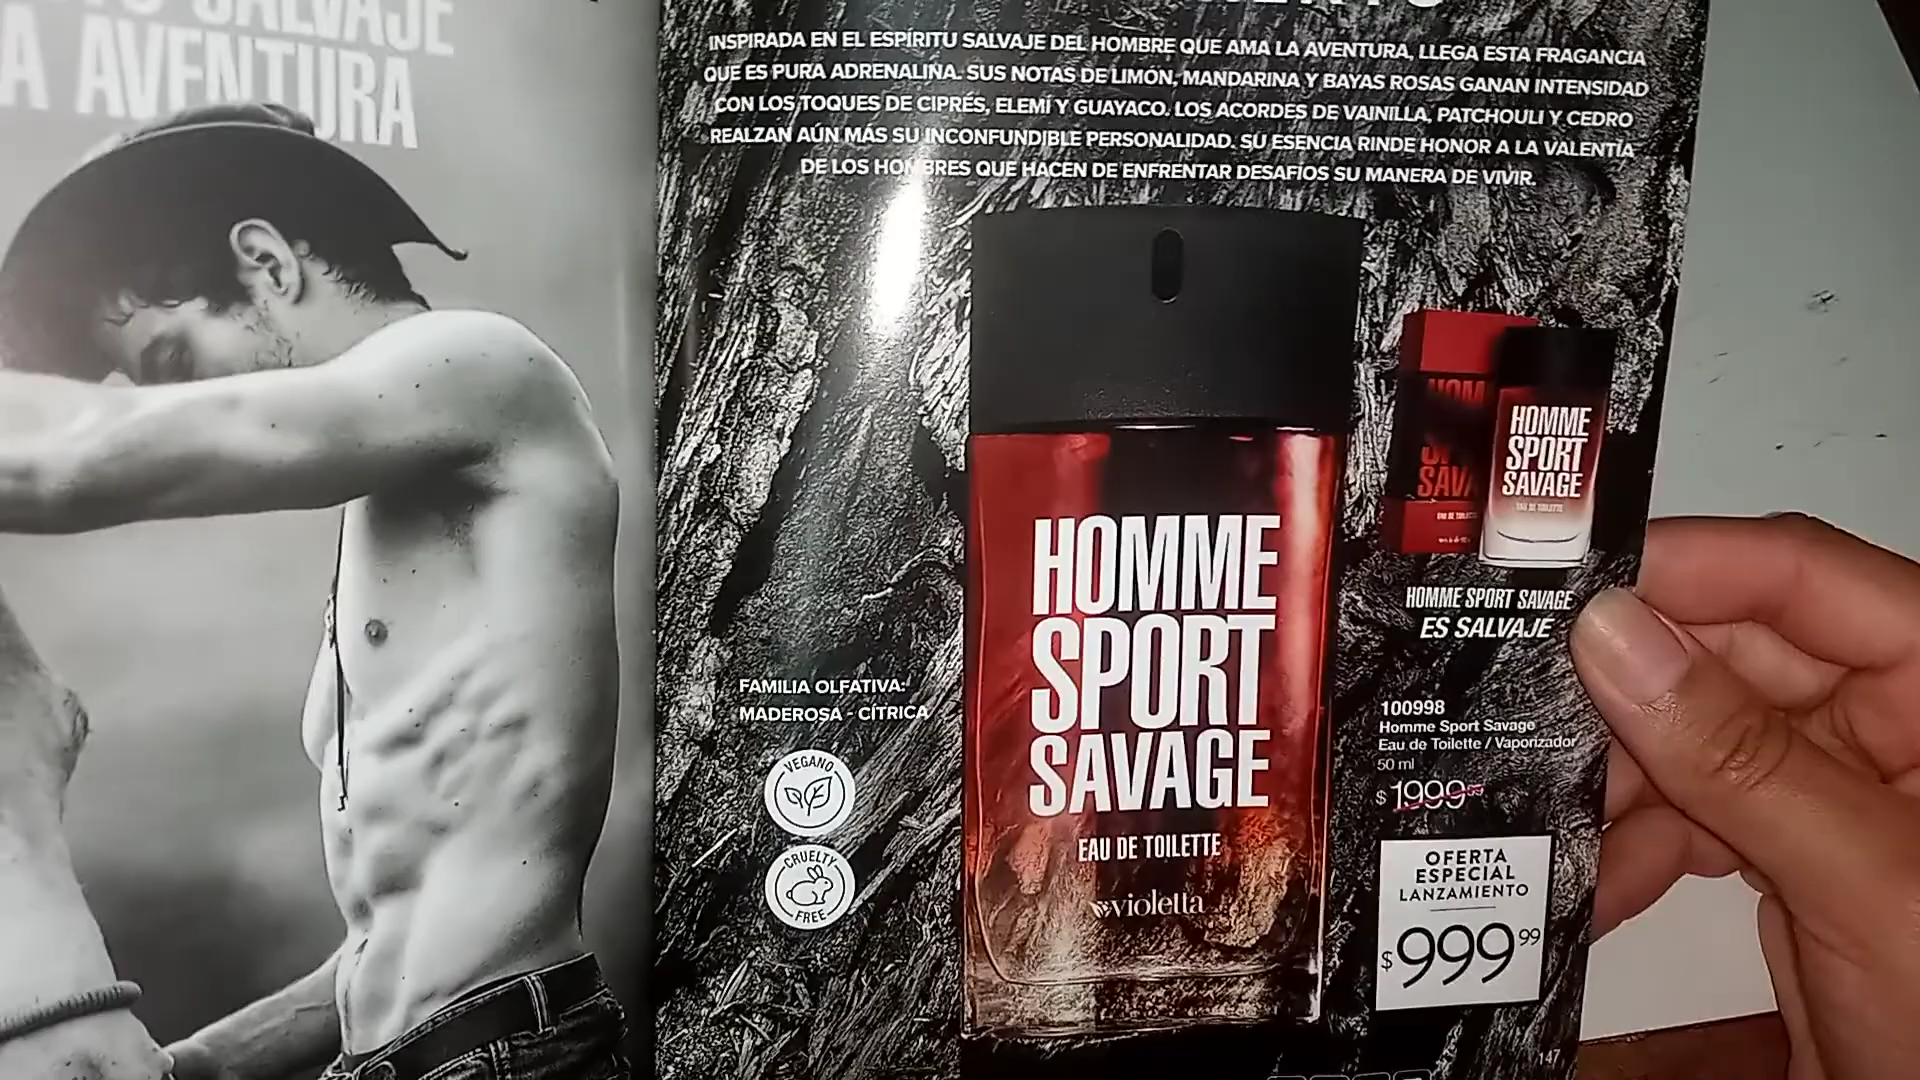 SALVAJE
A AVENTURA
INSPIRADA EN EL ESPÍRITU SALVAJE DEL HOMBRE QUE AMA LA AVENTURA, LLEGA ESTA FRAGANCIA
QUE ES PURA ADRENALINA. SUS NOTAS DE LIMÓN, MANDARINA Y BAYAS ROSAS GANAN INTENSIDAD
CON LOS TOQUES DE CIPRÉS, ELEMÍ Y GUAYACO. LOS ACORDES DE VAINILLA, PATCHOULI Y CEDRO
REALZAN AÚN MÁS SU INCONFUNDIBLE PERSONALIDAD. SU ESENCIA RINDE HONOR A LA VALENTÍA
DE LOS HOMBRES QUE HACEN DE ENFRENTAR DESAFÍOS SU MANERA DE VIVIR.
FAMILIA OLFATIVA:
MADEROSA - CÍTRICA
VEGANO
CRUELTY
FREE
HOMME
SPORT
SAVAGE
EAU DE TOILETTE
violetta
HOMME
SPORT
SAVAGE
EAU DE TOILETTE
HOMME SPORT SAVAGE
ES SALVAJE
100998
Homme Sport Savage
Eau de Toilette / Vaporizador
50 ml
$ 1999,99
OFERTA
ESPECIAL
LANZAMIENTO
$999 99
147